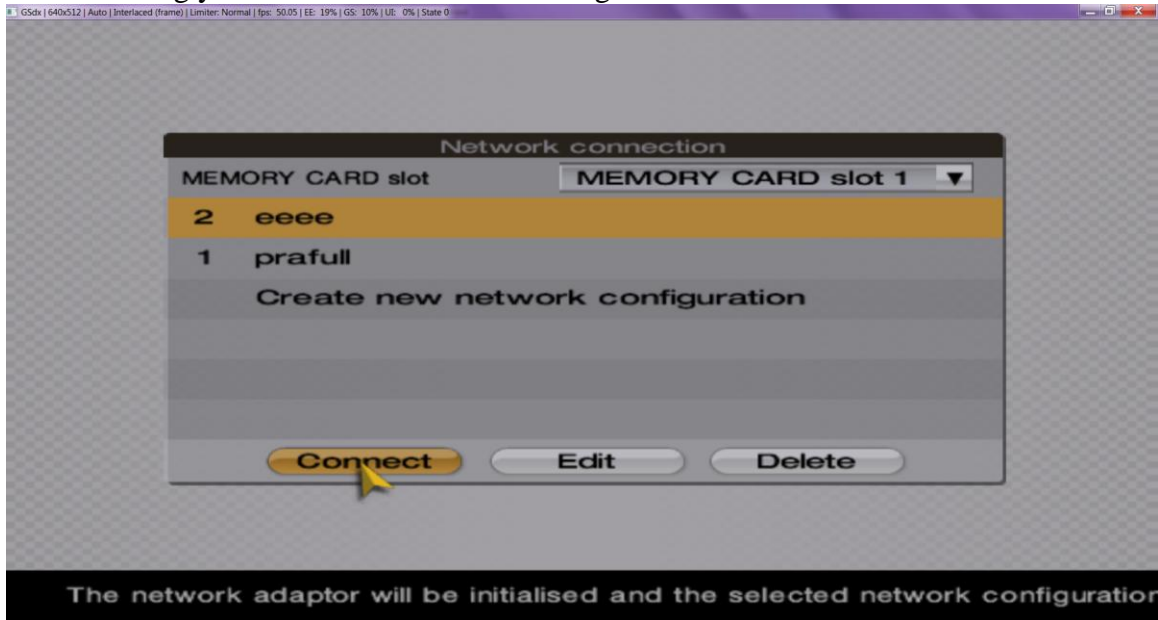 GSdx | 640x512 | Auto | Interlaced (frame) | Limiter: Normal | fps: 50.05 | EE: 19% | GS: 10% | UI: 0% | State 0
Network connection
MEMORY CARD slot MEMORY CARD slot 1
2 eeee
1 prafull
Create new network configuration
Connect Edit Delete
The network adaptor will be initialised and the selected network configuration